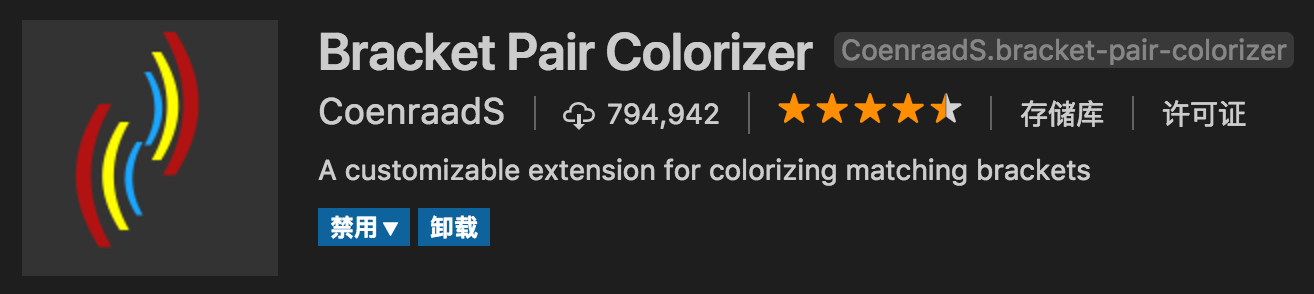 Bracket Pair Colorizer CoenraadS.bracket-pair-colorizer
CoenraadS 794,942 存储库 许可证
A customizable extension for colorizing matching brackets
禁用 卸载